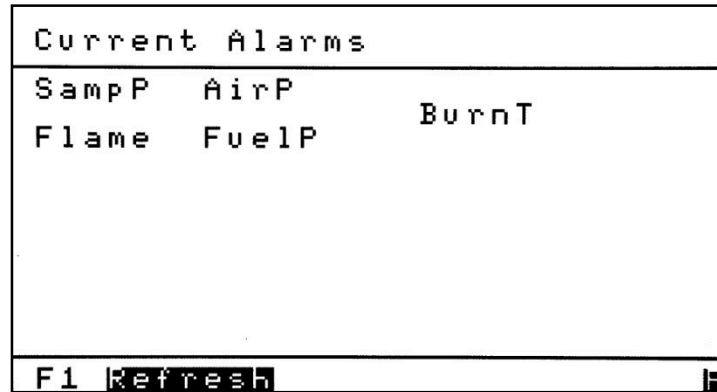 Current Alarms
SampP AirP
BurnT
Flame FuelP
F1 Refresh